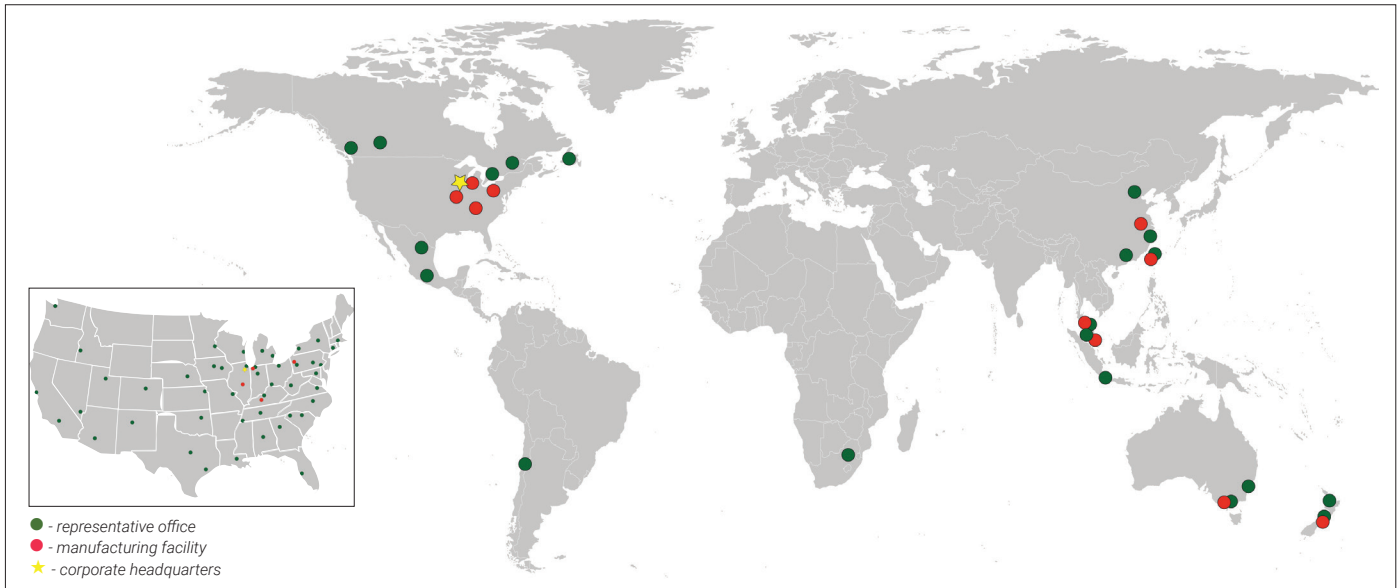 - representative office
- manufacturing facility
- corporate headquarters